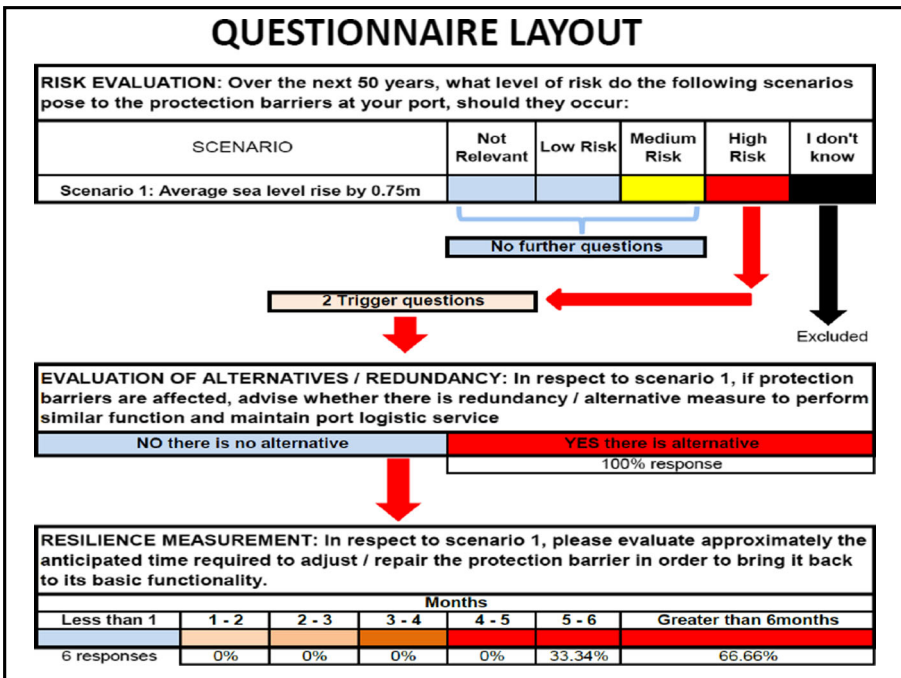 QUESTIONNAIRE LAYOUT
RISK EVALUATION: Over the next 50 years, what level of risk do the following scenarios
pose to the proctection barriers at your port, should they occur:
SCENARIO
Not Relevant
Low Risk
Medium Risk
High Risk
I don't know
Scenario 1: Average sea level rise by 0.75m
No further questions
2 Trigger questions
Excluded
EVALUATION OF ALTERNATIVES / REDUNDANCY: In respect to scenario 1, if protection
barriers are affected, advise whether there is redundancy / alternative measure to perform
similar function and maintain port logistic service
NO there is no alternative
YES there is alternative
100% response
RESILIENCE MEASUREMENT: In respect to scenario 1, please evaluate approximately the
anticipated time required to adjust / repair the protection barrier in order to bring it back
to its basic functionality.
Months
Less than 1 1 - 2 2 - 3 3 - 4 4 - 5 5 - 6 Greater than 6months
6 responses 0% 0% 0% 0% 33.34% 66.66%